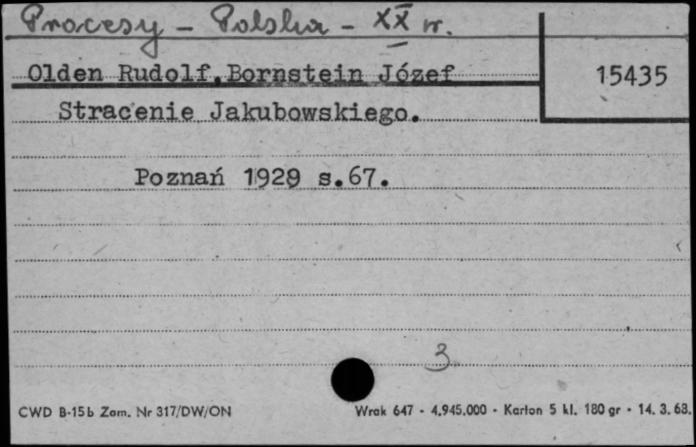 Procesy - Polska - XX w.
Olden Rudolf, Bornstein Józef
15435
Stracenie Jakubowskiego.
Poznań 1929 s.67.
3
CWD B-15b Zam. Nr 317/DW/ON
Wrak 647 - 4.945.000 - Karton 5 kl. 180 gr - 14. 3. 63.